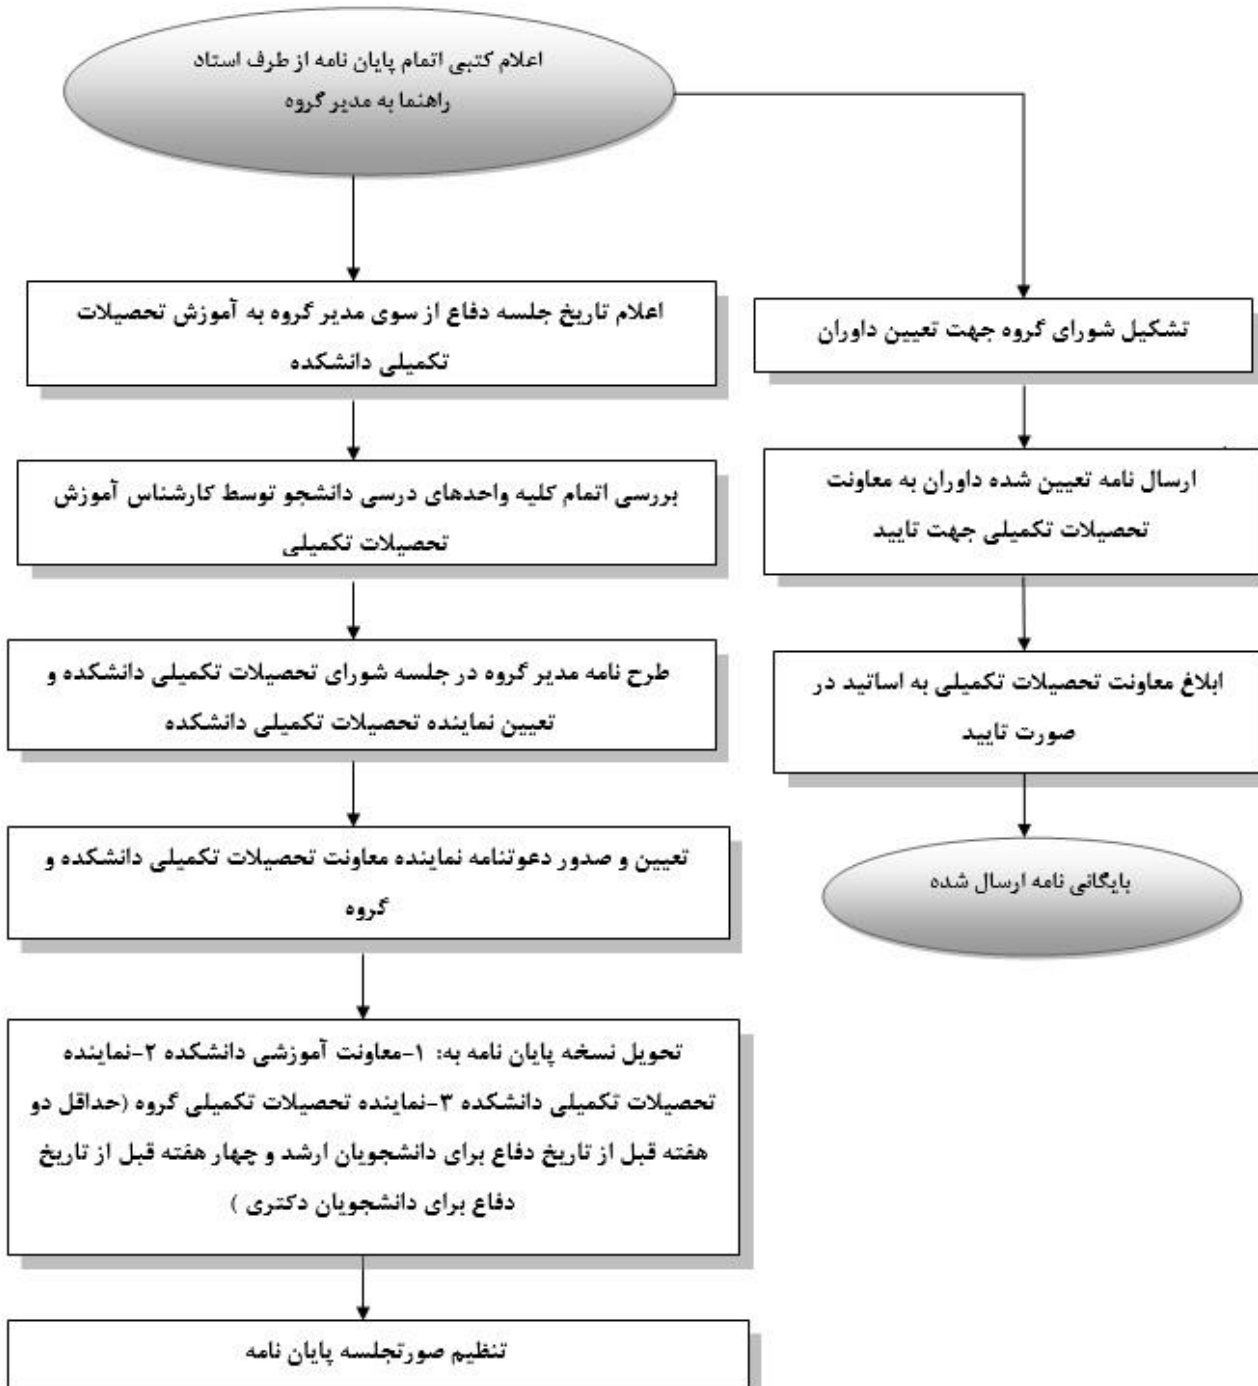 اعلام کتبی اتمام پایان نامه از طرف استاد
راهنما به مدیر گروه
اعلام تاریخ جلسه دفاع از سوی مدیر گروه به آموزش تحصیلات
تکمیلی دانشکده
بررسی اتمام کلیه واحدهای درسی دانشجو توسط کارشناس آموزش
تحصیلات تکمیلی
طرح نامه مدیر گروه در جلسه شورای تحصیلات تکمیلی دانشکده و
تعیین نماینده تحصیلات تکمیلی دانشکده
تعیین و صدور دعوتنامه نماینده معاونت تحصیلات تکمیلی دانشکده و
گروه
تحویل نسخه پایان نامه به: ۱-معاونت آموزشی دانشکده ۲-نماینده
تحصیلات تکمیلی دانشکده ۳-نماینده تحصیلات تکمیلی گروه (حداقل دو
هفته قبل از تاریخ دفاع برای دانشجویان ارشد و چهار هفته قبل از تاریخ
دفاع برای دانشجویان دکتری )
تنظیم صورتجلسه پایان نامه
تشکیل شورای گروه جهت تعیین داوران
ارسال نامه تعیین شده داوران به معاونت
تحصیلات تکمیلی جهت تایید
ابلاغ معاونت تحصیلات تکمیلی به اساتید در
صورت تایید
بایگانی نامه ارسال شده